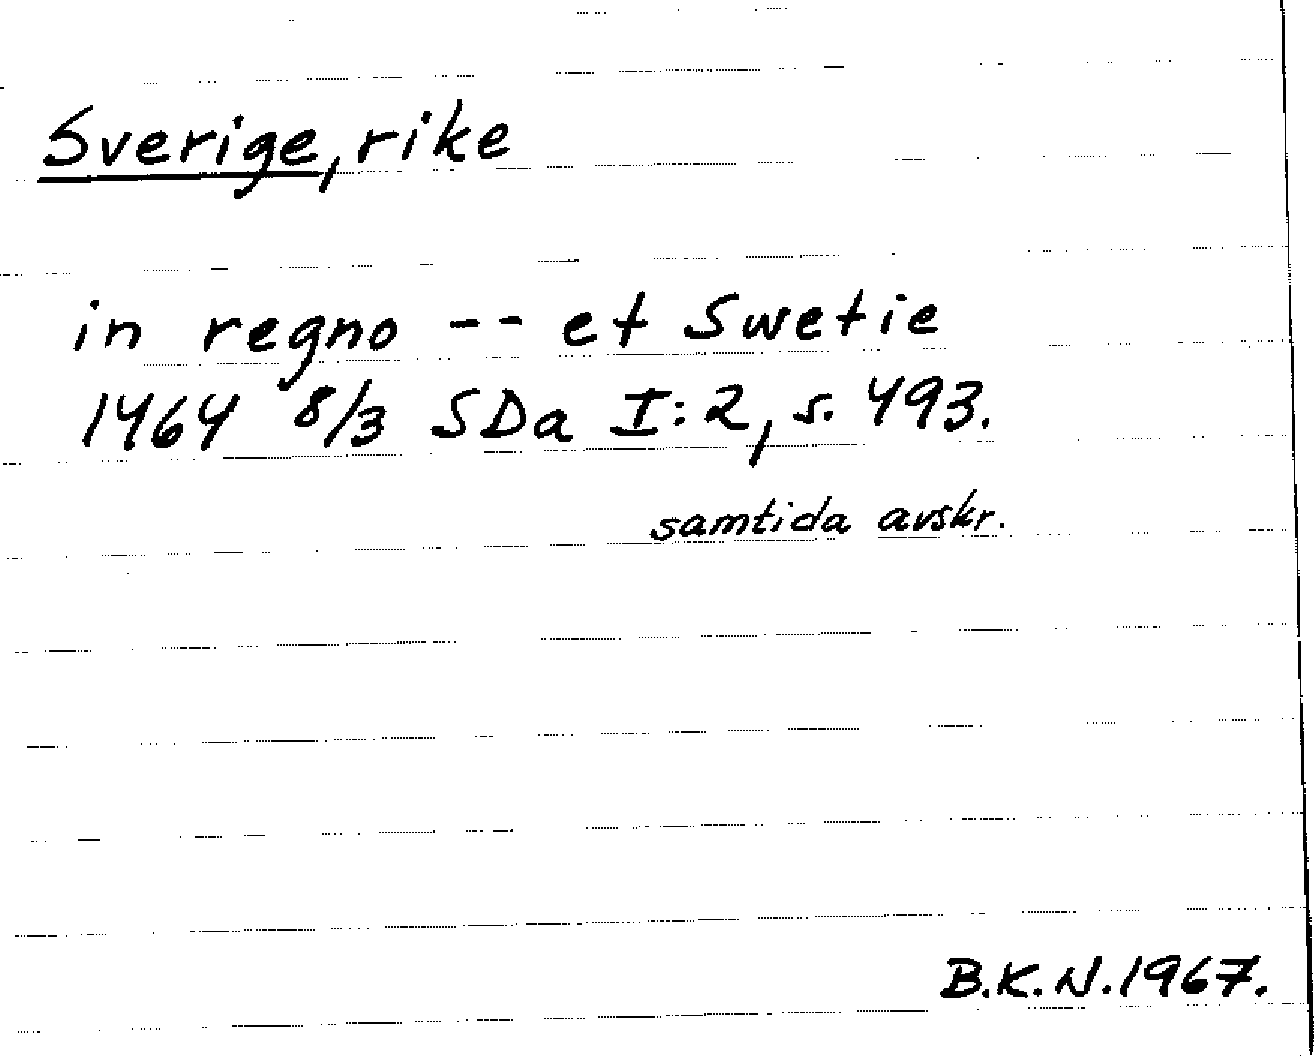 Sverige, rike
in regno -- et Swetie
1464 8/3 SDa I:2, s. 493.
samtida avskr.
B.K.N. 1967.